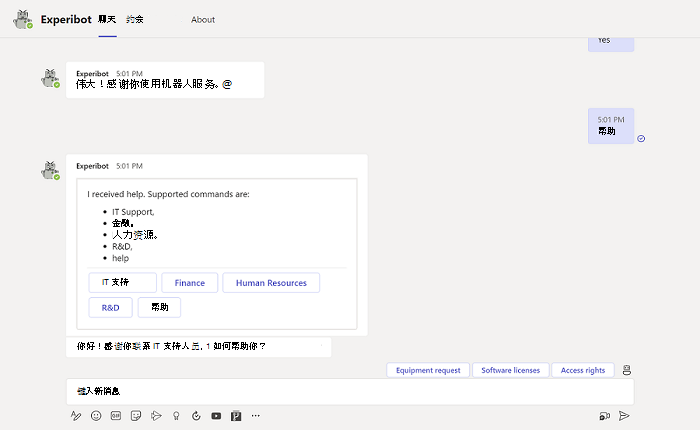 Experibot 聊天 约会 About
Yes
Experibot 5:01 PM
伟大！感谢你使用机器人服务。@
5:01 PM
帮助
Experibot 5:01 PM
I received help. Supported commands are:
• IT Support,
• 金融。
• 人力资源。
• R&D,
• help
IT 支持 Finance Human Resources
R&D 帮助
你好！感谢你联系 IT 支持人员, 1 如何帮助你？
Equipment request Software licenses Access rights
键入新消息
GIF